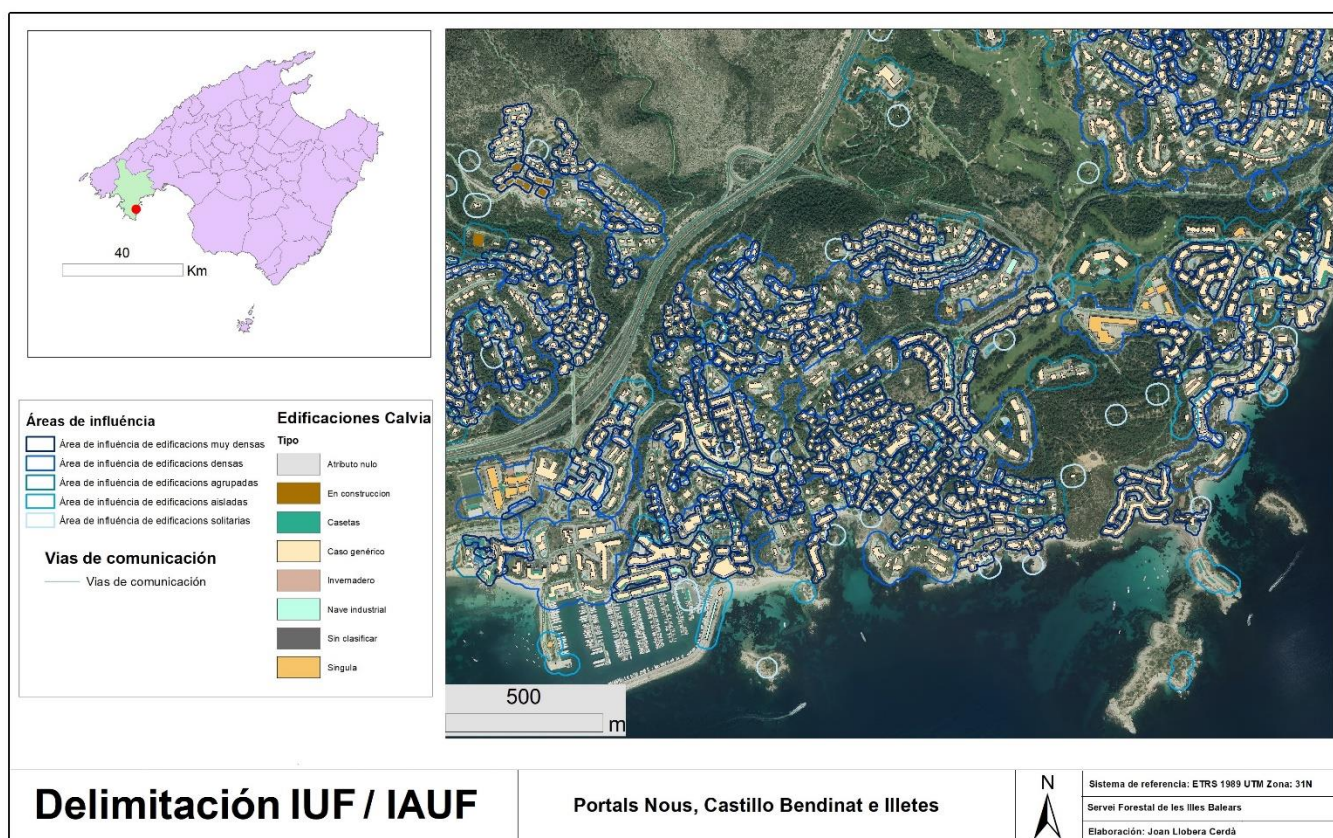 40
Km
Áreas de influéncia
Área de influéncia de edificacions muy densas
Área de influéncia de edificacions densas
Área de influéncia de edificacions agrupadas
Área de influéncia de edificacions aisladas
Área de influéncia de edificacions solitarias
Vias de comunicación
Vias de comunicación
Edificaciones Calvia
Tipo
Atributo nulo
En construccion
Casetas
Caso genérico
Invernadero
Nave industrial
Sin clasificar
Singula
500
m
Delimitación IUF / IAUF
Portals Nous, Castillo Bendinat e Illetes
N
Sistema de referencia: ETRS 1989 UTM Zona: 31N
Servei Forestal de les Illes Balears
Elaboración: Joan Llobera Cerdà